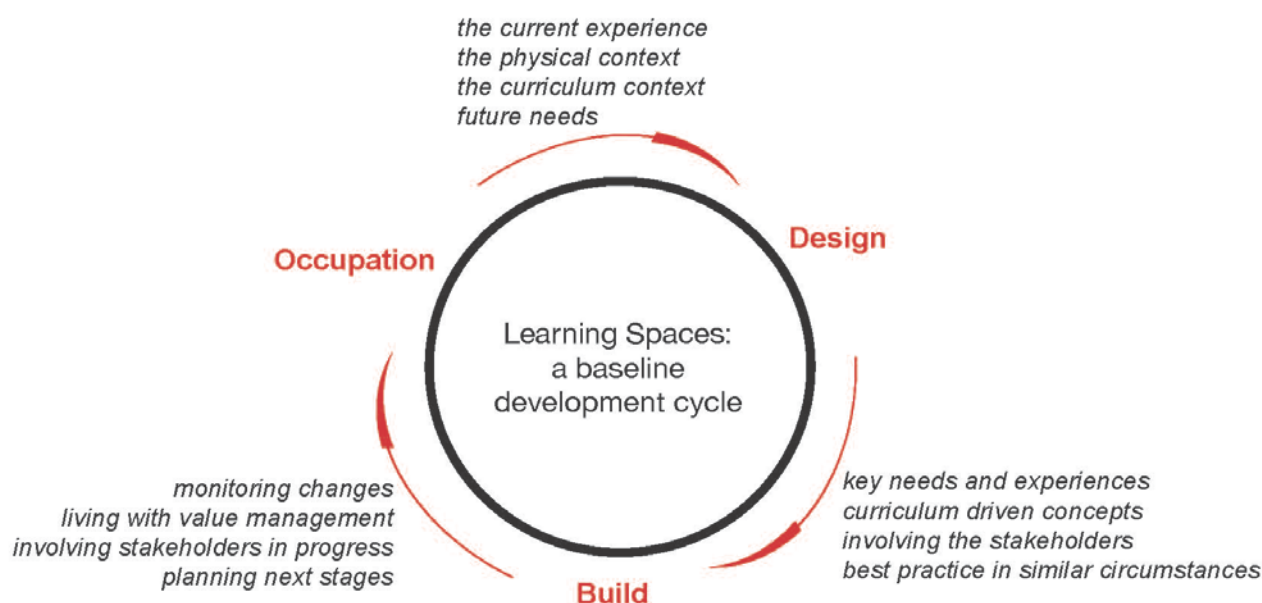 the current experience
the physical context
the curriculum context
future needs
Occupation
Design
Learning Spaces:
a baseline
development cycle
key needs and experiences
curriculum driven concepts
involving the stakeholders
best practice in similar circumstances
monitoring changes
living with value management
involving stakeholders in progress
planning next stages
Build